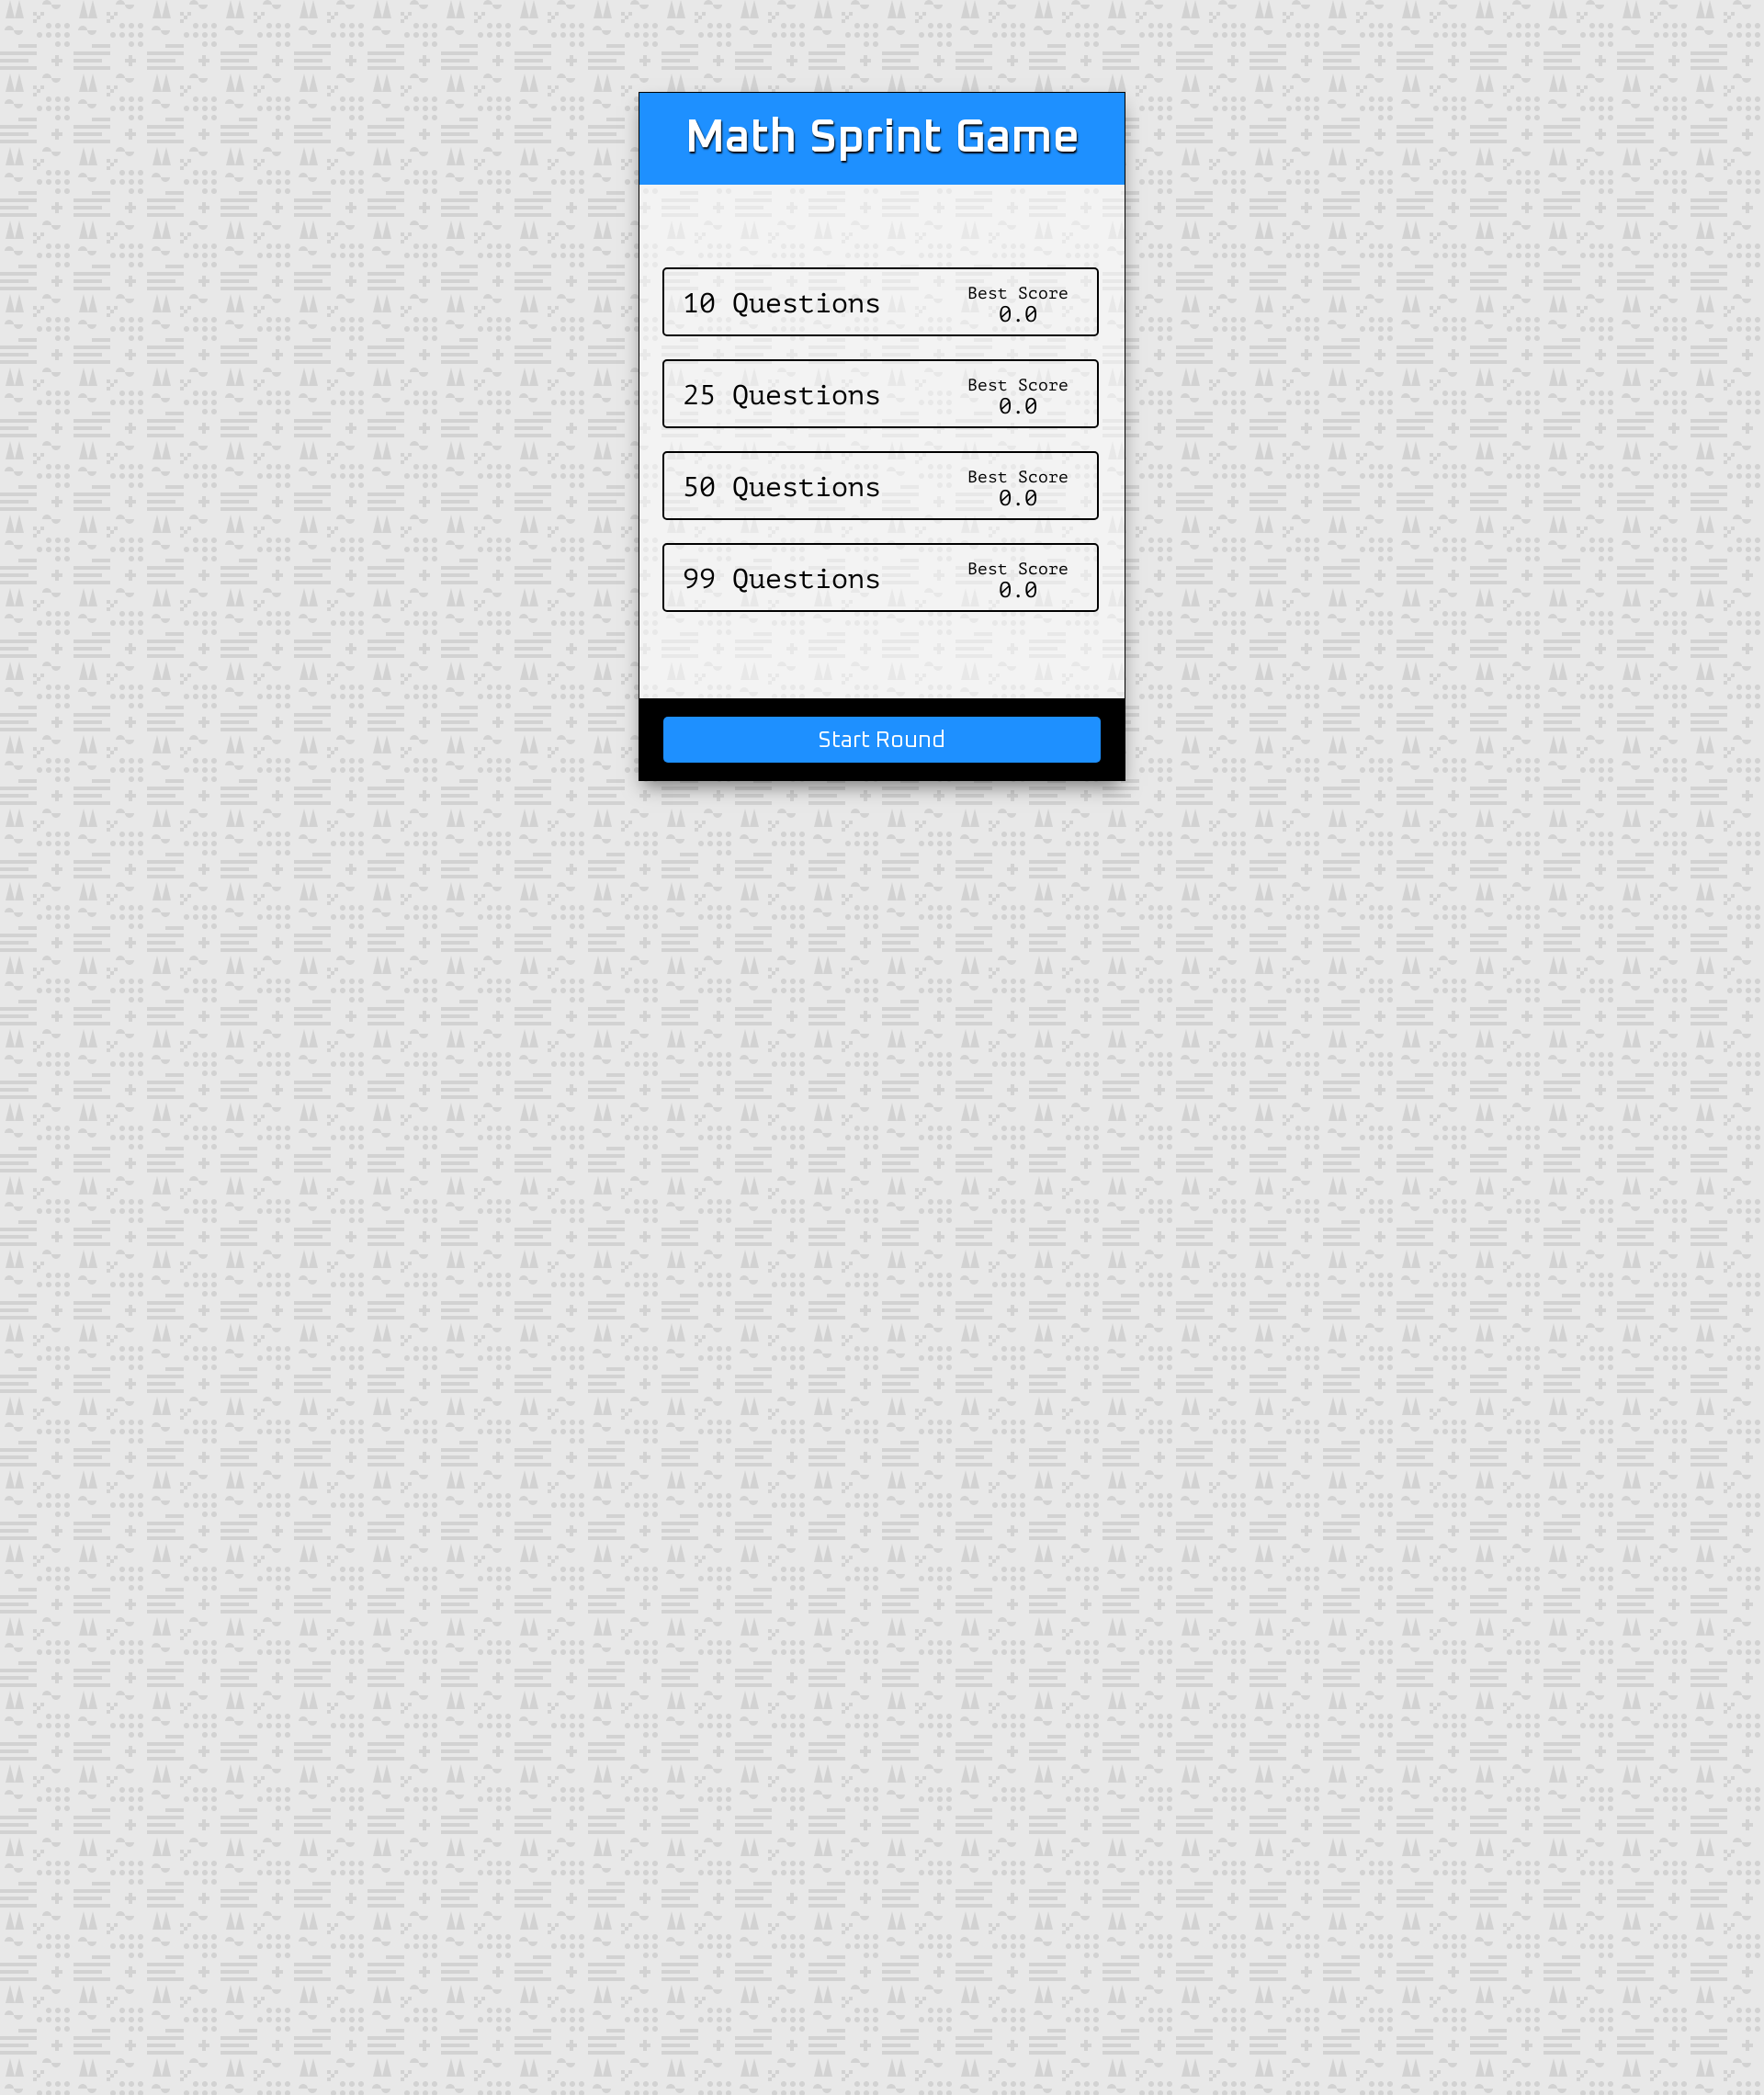 Math Sprint Game
10 Questions
Best Score
0.0
25 Questions
Best Score
0.0
50 Questions
Best Score
0.0
99 Questions
Best Score
0.0
Start Round